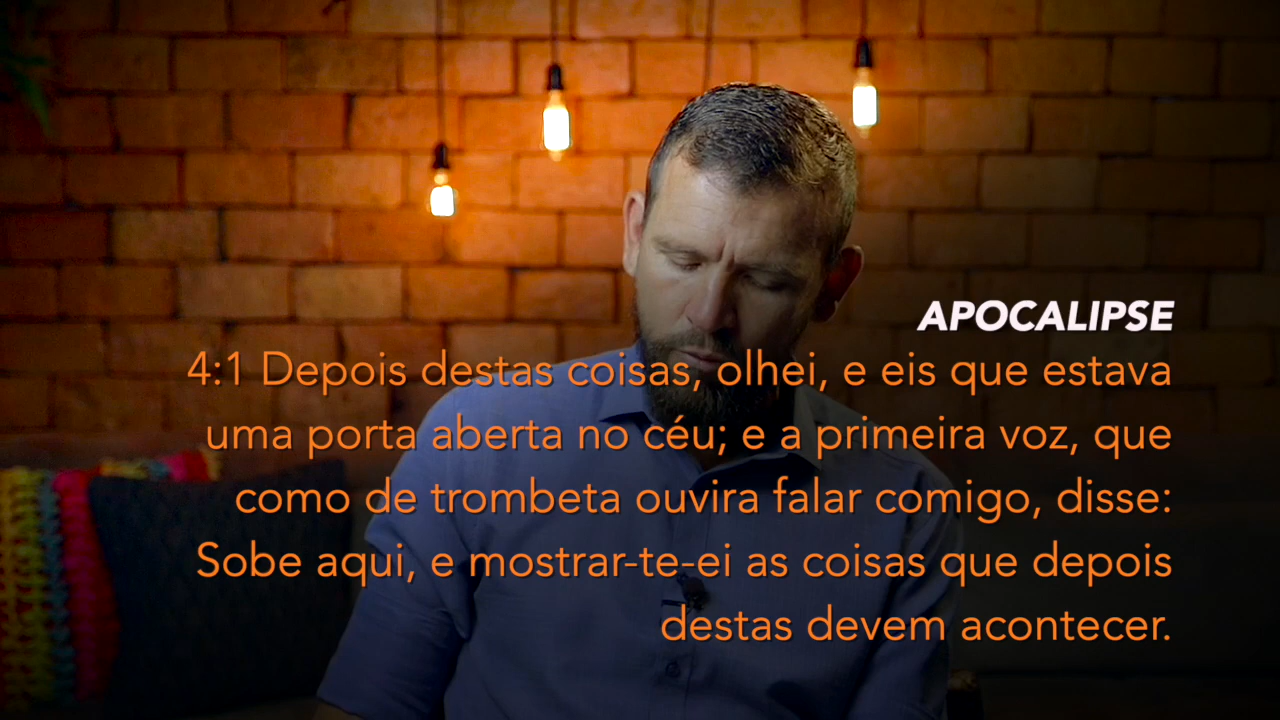 APOCALIPSE
4:1 Depois destas coisas, olhei, e eis que estava
uma porta aberta no céu; e a primeira voz, que
como de trombeta ouvira falar comigo, disse:
Sobe aqui, e mostrar-te-ei as coisas que depois
destas devem acontecer.